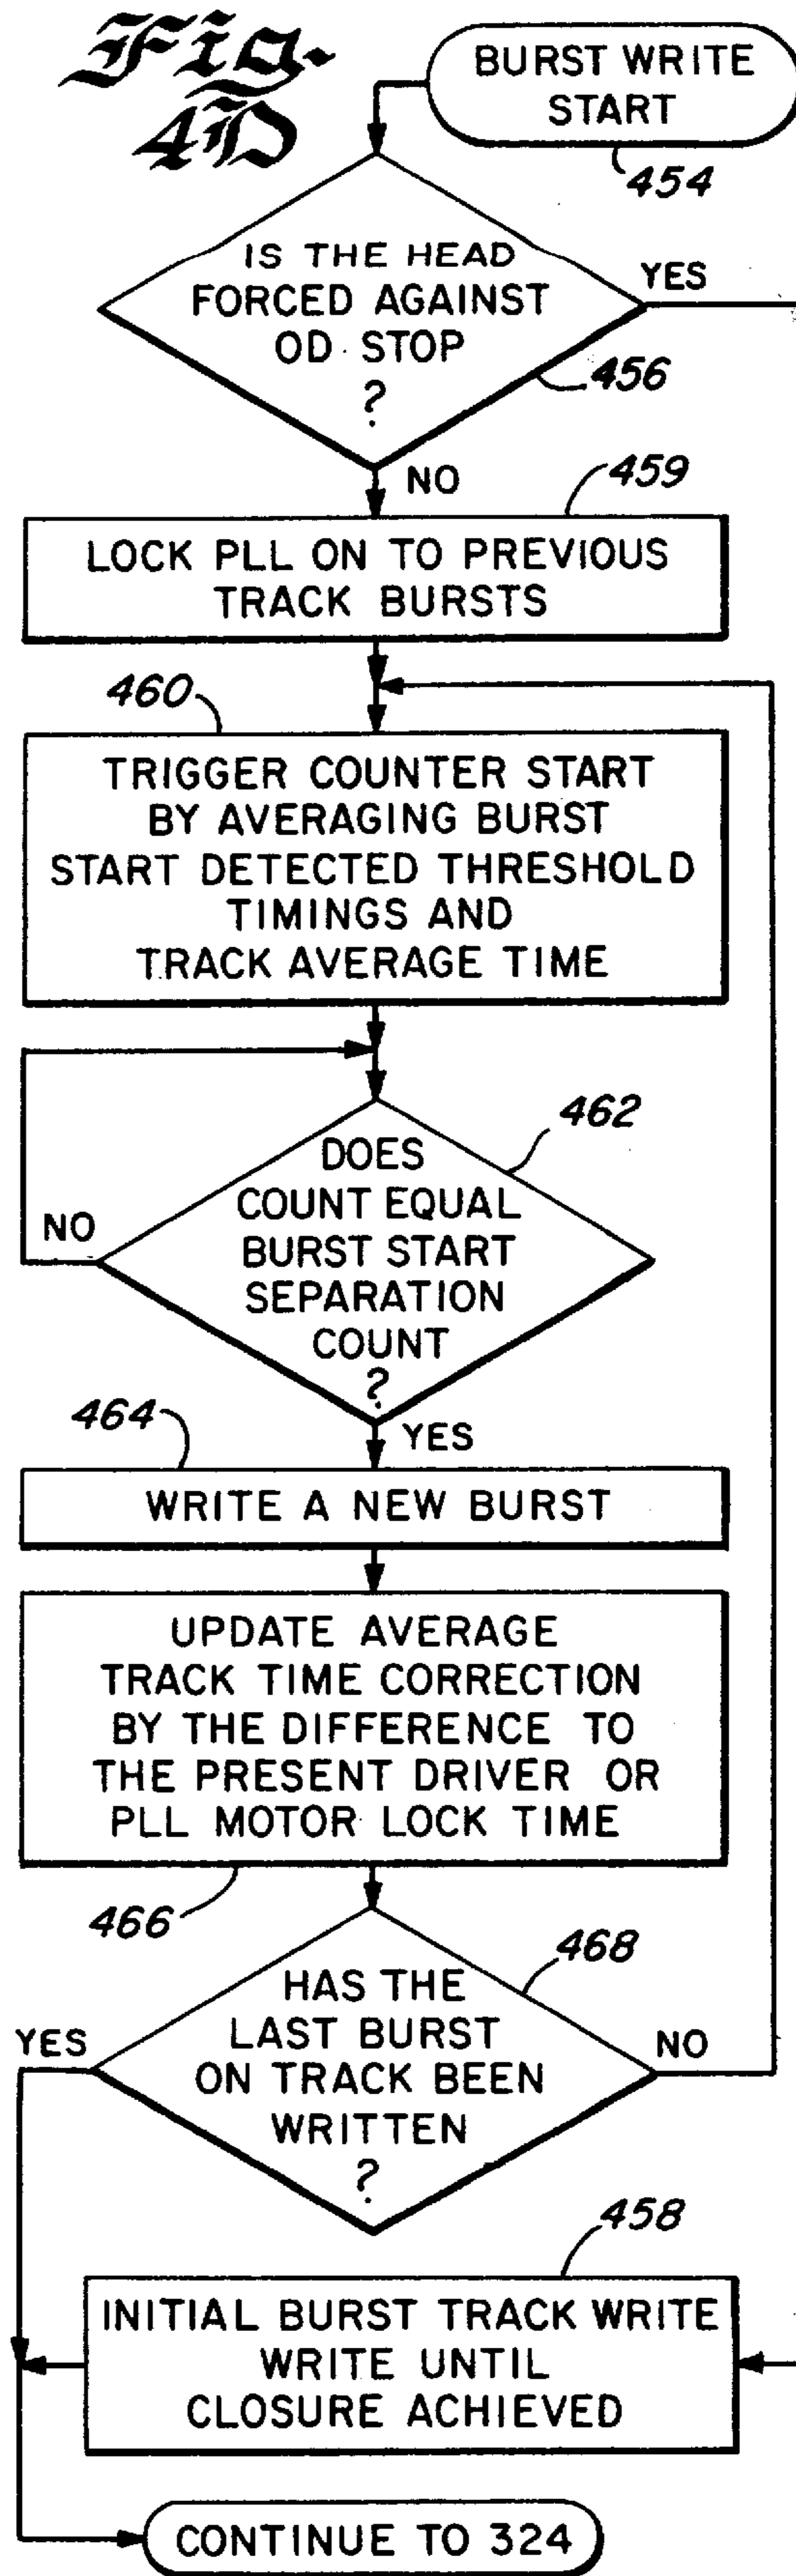 Fig.
4D
BURST WRITE
START
454
IS THE HEAD
FORCED AGAINST
OD STOP
?
YES
456
NO
459
LOCK PLL ON TO PREVIOUS
TRACK BURSTS
460
TRIGGER COUNTER START
BY AVERAGING BURST
START DETECTED THRESHOLD
TIMINGS AND
TRACK AVERAGE TIME
462
DOES
COUNT EQUAL
BURST START
SEPARATION
COUNT
?
NO
YES
464
WRITE A NEW BURST
UPDATE AVERAGE
TRACK TIME CORRECTION
BY THE DIFFERENCE TO
THE PRESENT DRIVER OR
PLL MOTOR LOCK TIME
466
468
HAS THE
LAST BURST
ON TRACK BEEN
WRITTEN
?
YES
NO
458
INITIAL BURST TRACK WRITE
WRITE UNTIL
CLOSURE ACHIEVED
CONTINUE TO 324